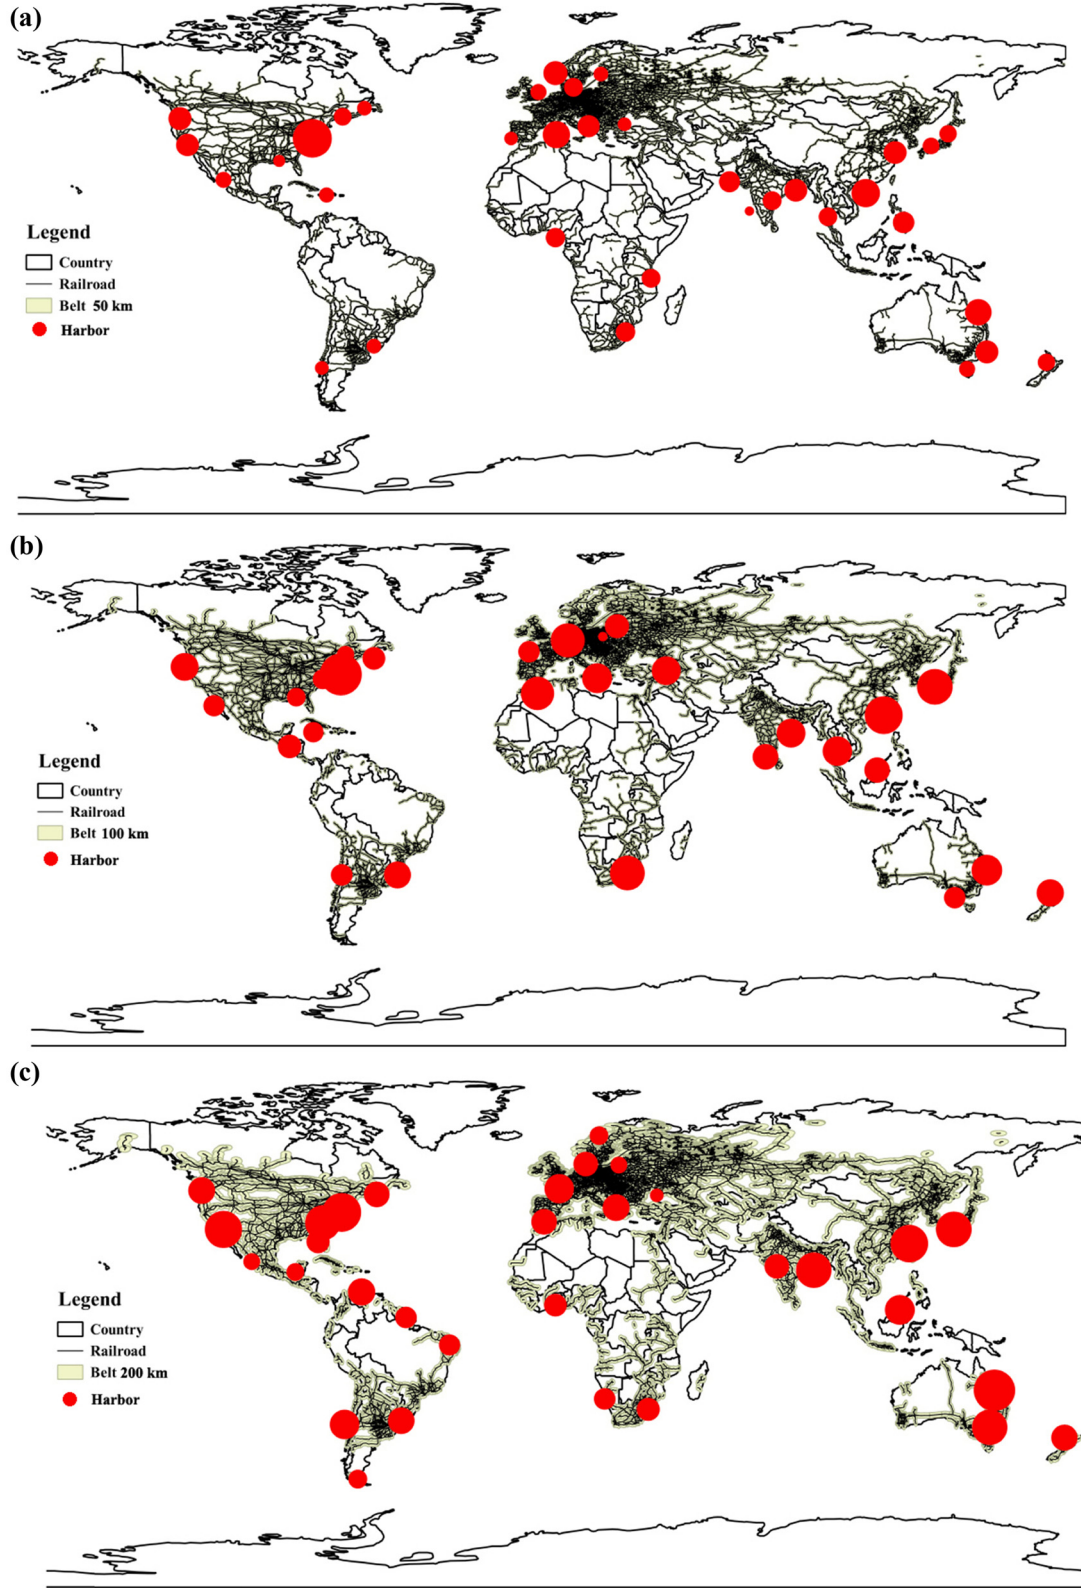 (a)
Legend
Country
Railroad
Belt 50 km
Harbor
(b)
Legend
Country
Railroad
Belt 100 km
Harbor
(c)
Legend
Country
Railroad
Belt 200 km
Harbor